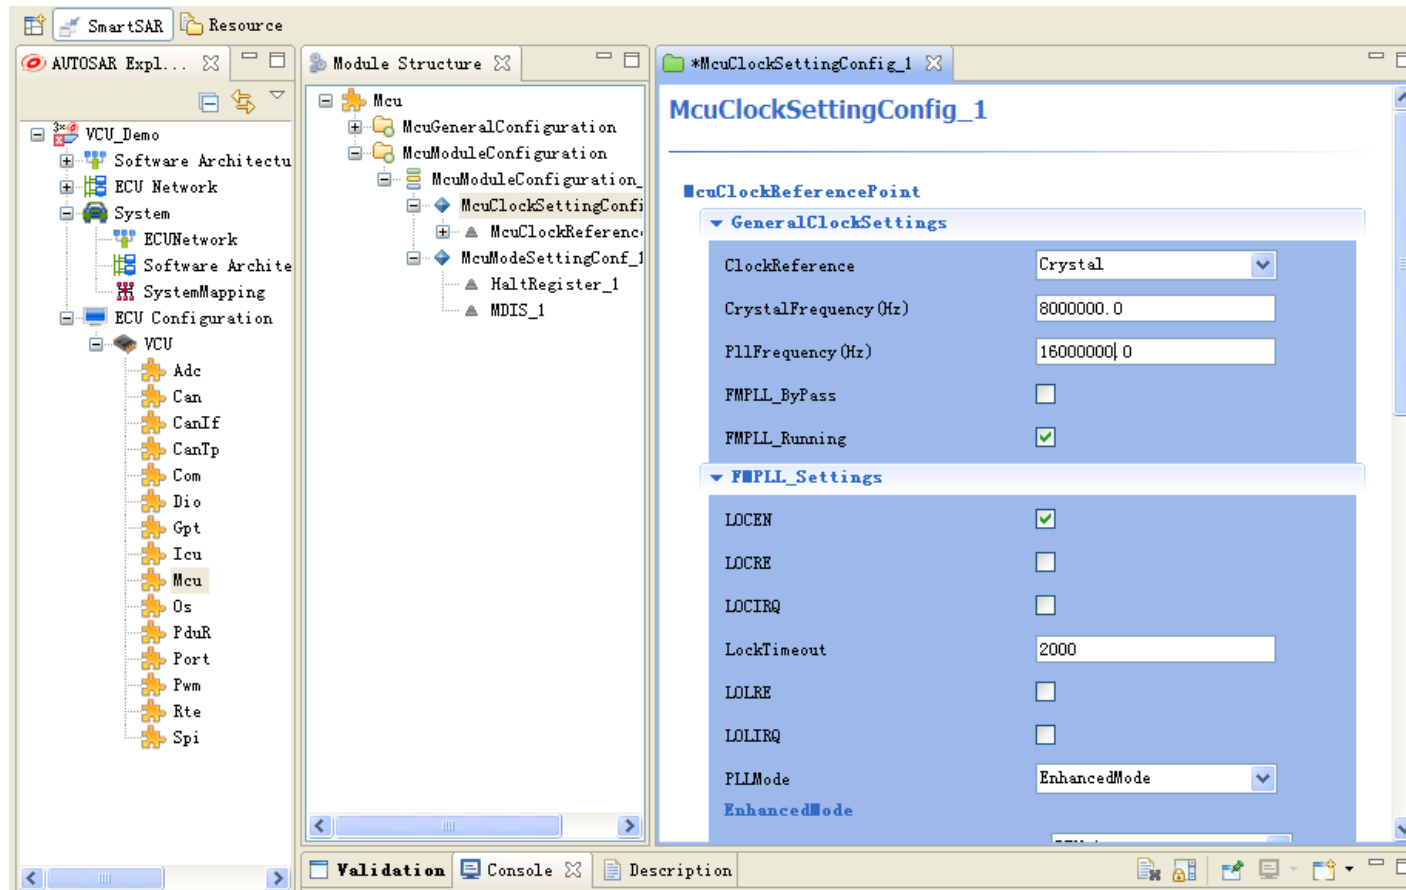 SmartSAR
Resource
AUTOSAR Expl...
VCU_Demo
Software Architectu
ECU Network
System
ECUNetwork
Software Archite
SystemMapping
ECU Configuration
VCU
Adc
Can
CanIf
CanTp
Com
Dio
Gpt
Icu
Mcu
Os
PduR
Port
Pwm
Rte
Spi
Module Structure
Mcu
McuGeneralConfiguration
McuModuleConfiguration
McuModuleConfiguration_
McuClockSettingConfi
McuClockReferenc
McuModeSettingConf_1
HaltRegister_1
MDIS_1
*McuClockSettingConfig_1
McuClockSettingConfig_1
McuClockReferencePoint
GeneralClockSettings
ClockReference Crystal
CrystalFrequency(Hz) 8000000.0
PllFrequency(Hz) 16000000.0
FMPLL_ByPass
FMPLL_Running
FMPLL_Settings
LOCEN
LOCRE
LOCIRQ
LockTimeout 2000
LOLRE
LOLIRQ
PLLMode EnhancedMode
EnhancedMode
Validation Console Description